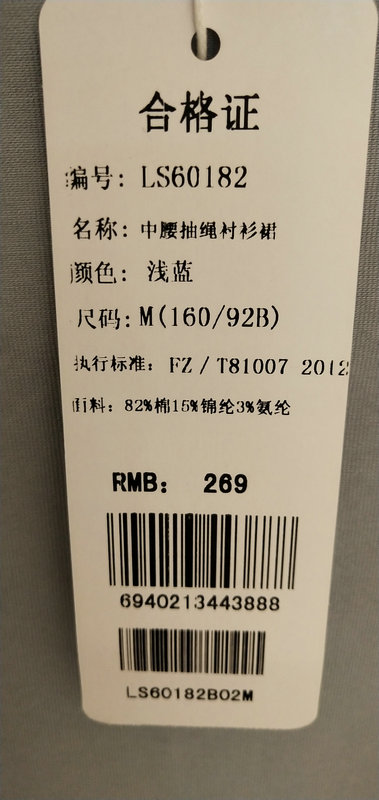 合格证
编号: LS60182
名称: 中腰抽绳衬衫裙
颜色: 浅蓝
尺码: M(160/92B)
执行标准: FZ/T81007 2012
面料: 82%棉15%锦纶3%氨纶
RMB: 269
6940213443888
LS60182B02M